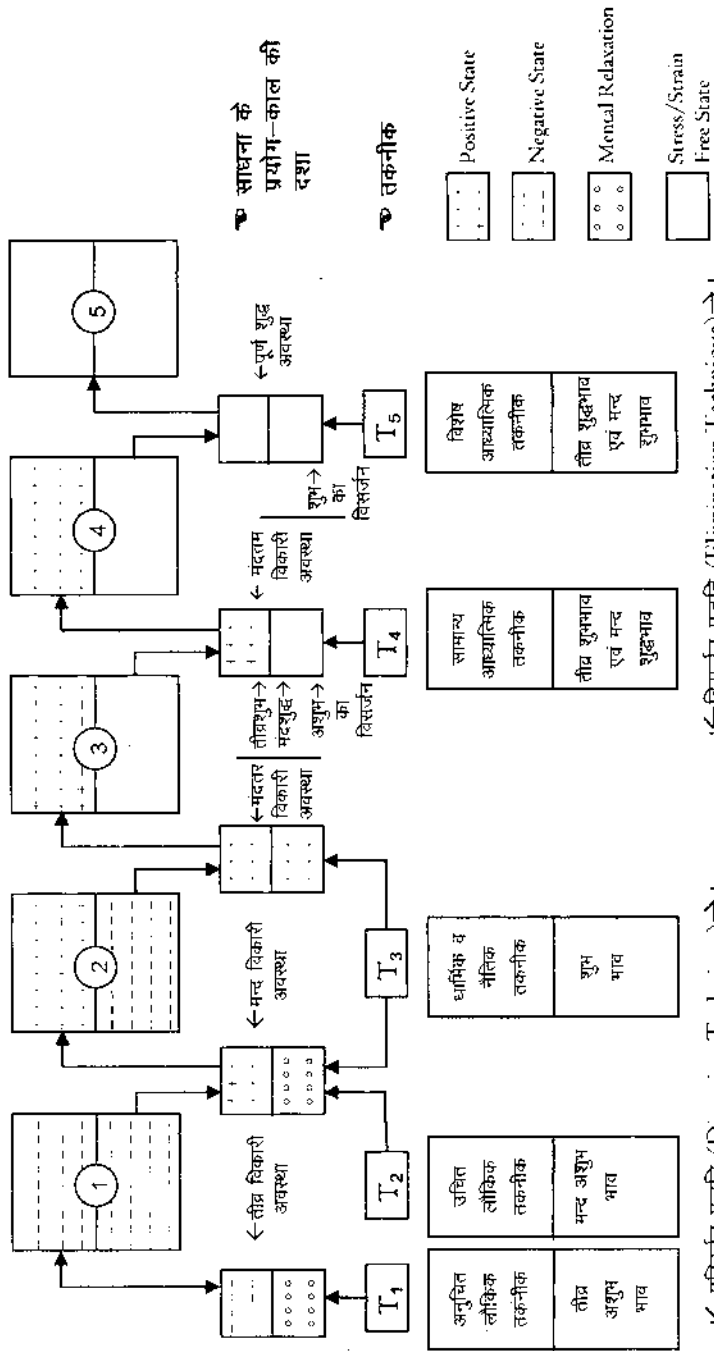 1
2
3
4
5
←तीव्र विकारी
अवस्था
←मन्द विकारी
अवस्था
←मंदतर
विकारी
अवस्था
तीव्रशुभ→
मंदशुद्ध→
अशुभ→
का
विसर्जन
← मंदतम
विकारी
अवस्था
शुभ→
का
विसर्जन
←पूर्ण शुद्ध
अवस्था
साधना के
प्रयोग–काल की
दशा
T1
T2
T3
T4
T5
तकनीक
अनुचित
लौकिक
तकनीक
तीव्र
अशुभ
भाव
उचित
लौकिक
तकनीक
मन्द अशुभ
भाव
धार्मिक व
नैतिक
तकनीक
शुभ
भाव
सामान्य
आध्यात्मिक
तकनीक
तीव्र शुभभाव
एवं मन्द
शुद्धभाव
विशेष
आध्यात्मिक
तकनीक
तीव्र शुद्धभाव
एवं मन्द
शुभभाव
Positive State
Negative State
Mental Relaxation
Stress/Strain
Free State